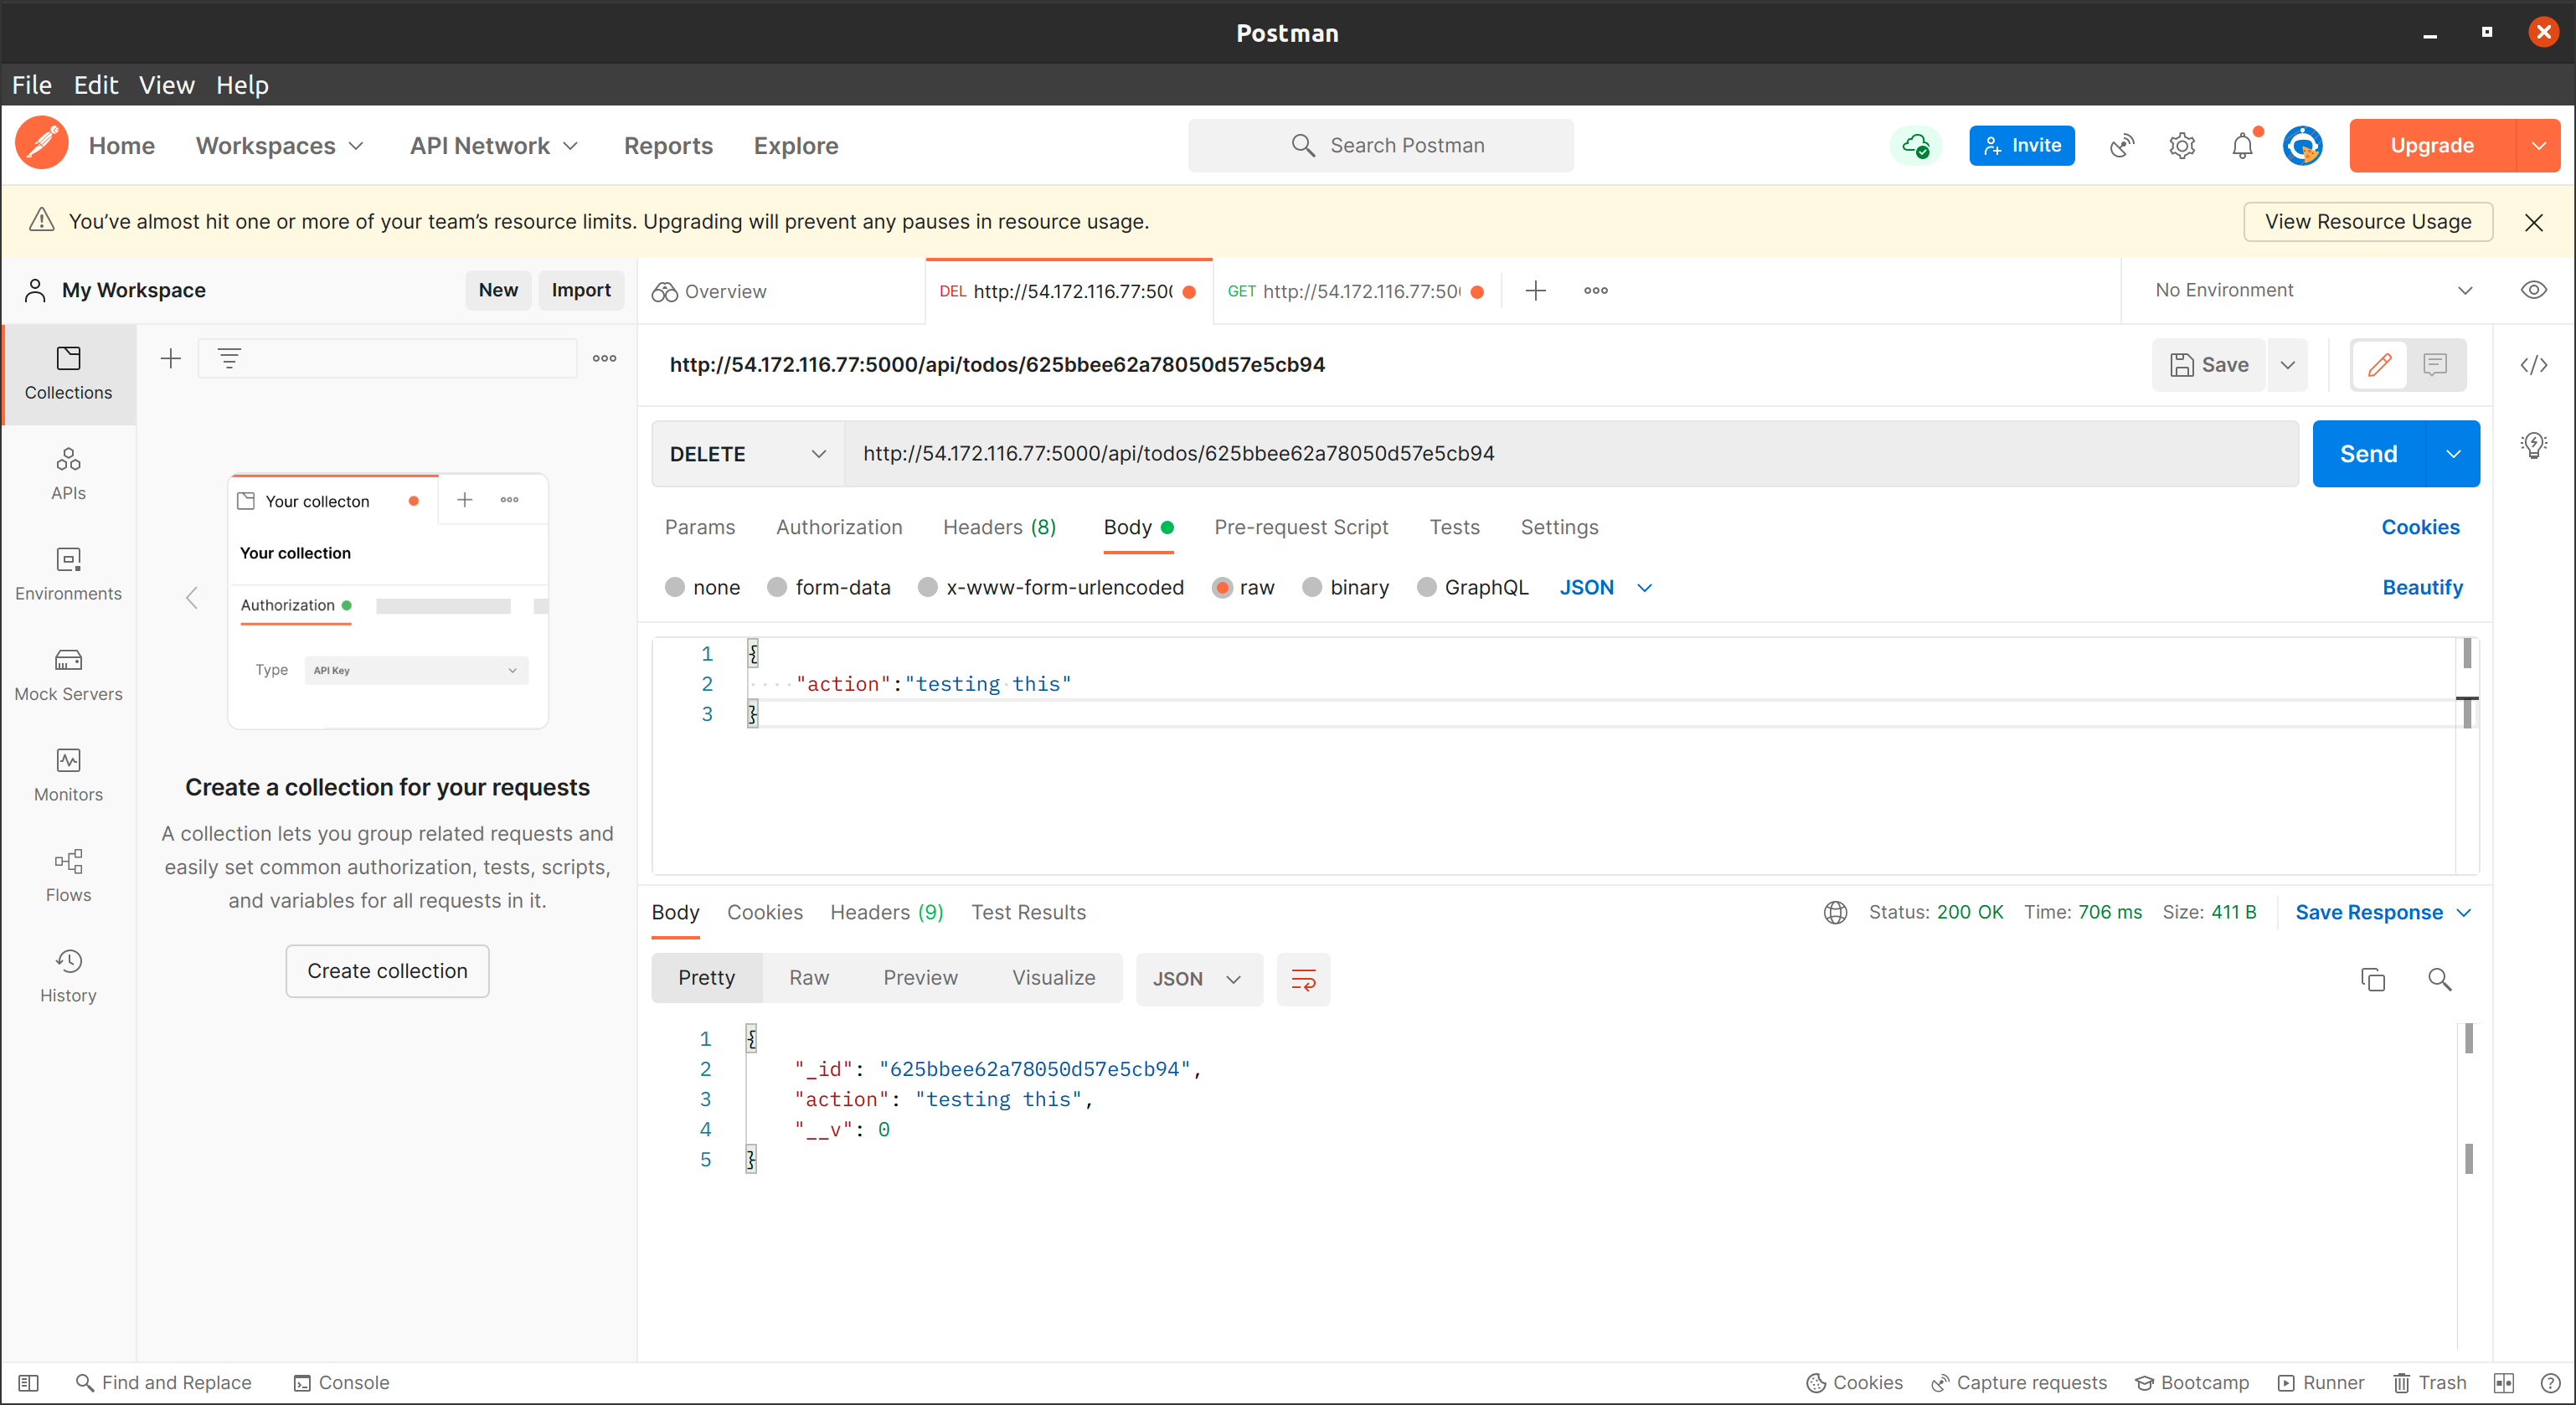 Postman
File Edit View Help
Home Workspaces API Network Reports Explore Search Postman Invite Upgrade
You've almost hit one or more of your team's resource limits. Upgrading will prevent any pauses in resource usage. View Resource Usage
My Workspace New Import Overview DEL http://54.172.116.77:50 GET http://54.172.116.77:50 No Environment
Collections
APIs
Environments
Mock Servers
Monitors
Flows
History
Your collecton
Your collection
Authorization
Type API Key
Create a collection for your requests
A collection lets you group related requests and
easily set common authorization, tests, scripts,
and variables for all requests in it.
Create collection
http://54.172.116.77:5000/api/todos/625bbee62a78050d57e5cb94 Save
DELETE http://54.172.116.77:5000/api/todos/625bbee62a78050d57e5cb94 Send
Params Authorization Headers (8) Body Pre-request Script Tests Settings Cookies
none form-data x-www-form-urlencoded raw binary GraphQL JSON Beautify
1 {
2 "action":"testing this"
3 }
Body Cookies Headers (9) Test Results Status: 200 OK Time: 706 ms Size: 411 B Save Response
Pretty Raw Preview Visualize JSON
1 {
2 "_id": "625bbee62a78050d57e5cb94",
3 "action": "testing this",
4 "__v": 0
5 }
Find and Replace Console Cookies Capture requests Bootcamp Runner Trash